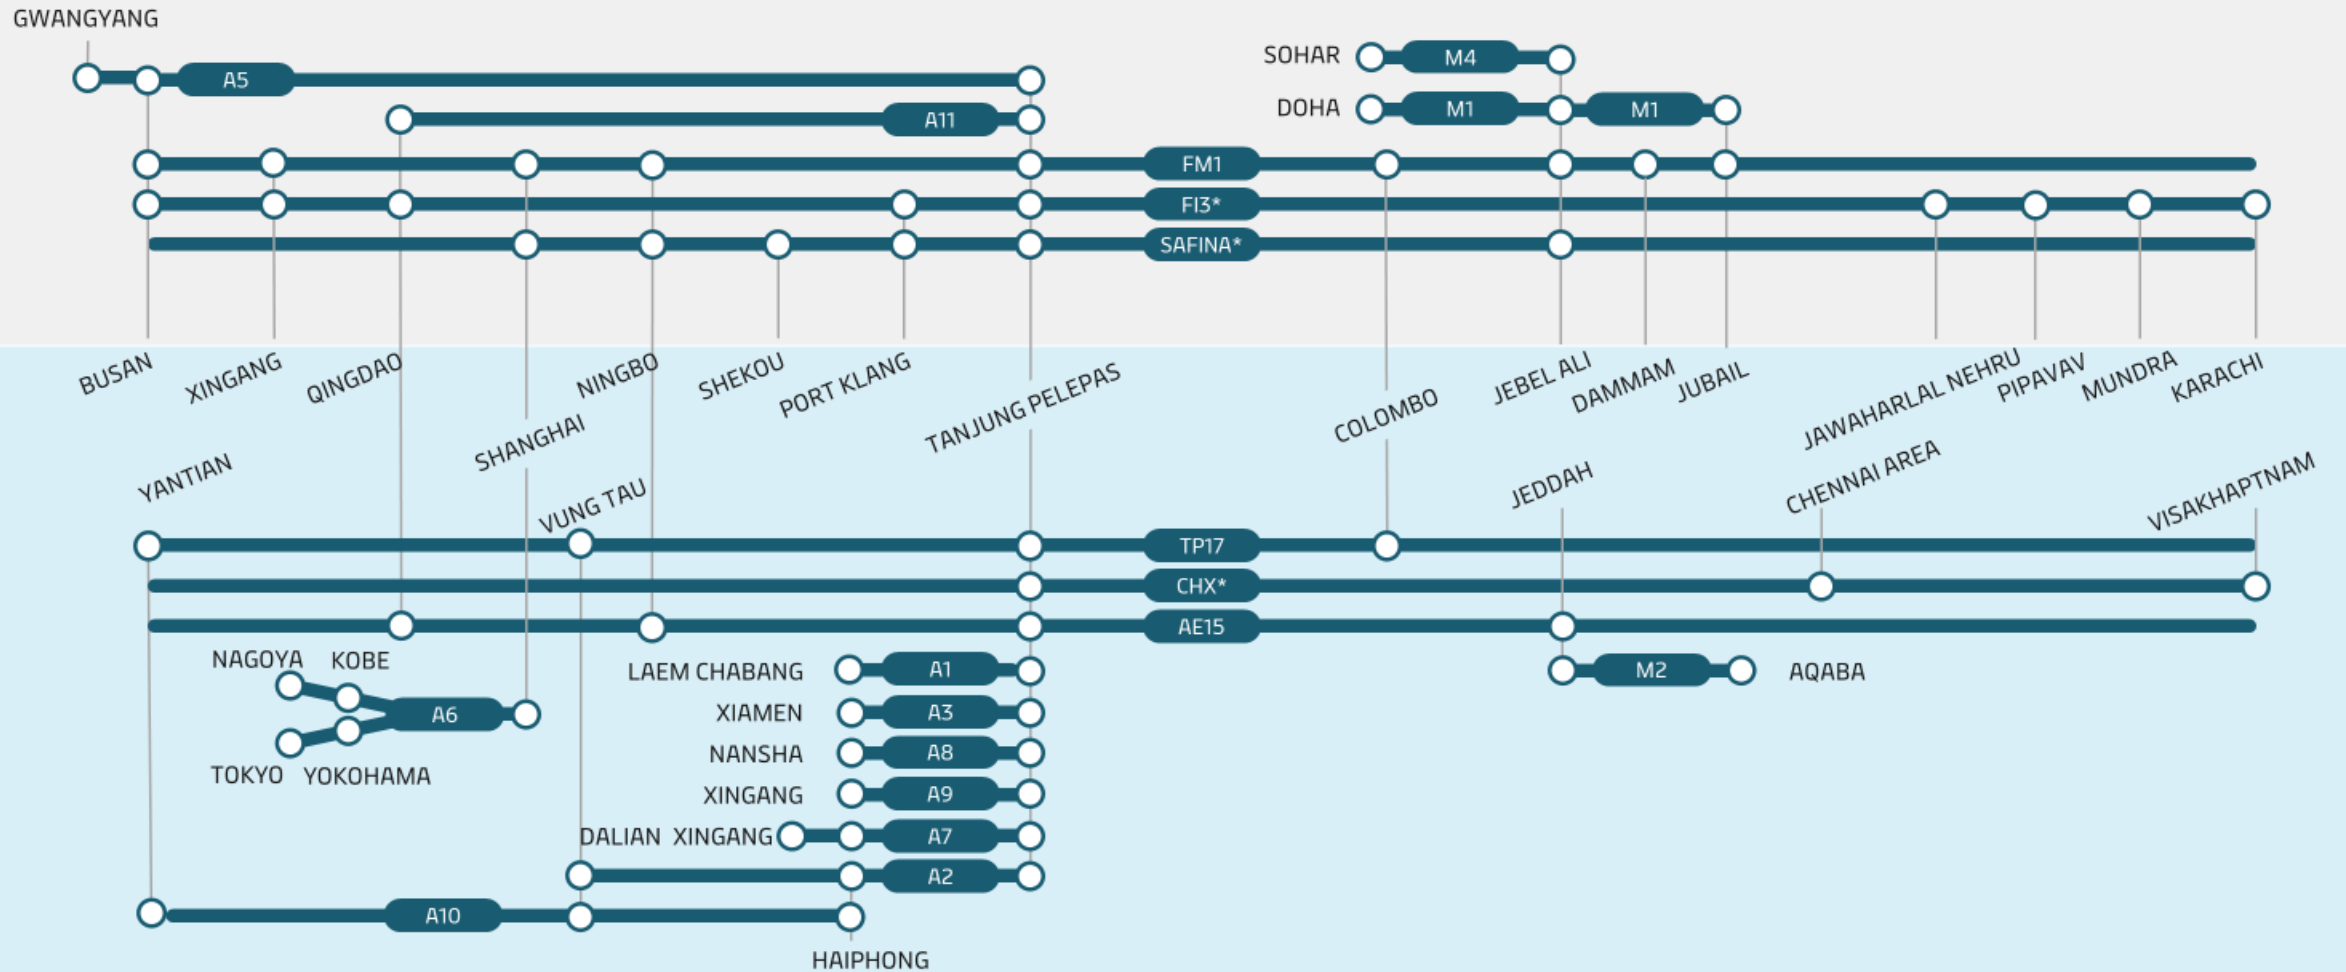 GWANGYANG
SOHAR
M4
A5
DOHA
M1
M1
A11
FM1
FI3*
SAFINA*
BUSAN
XINGANG
QINGDAO
SHANGHAI
NINGBO
SHEKOU
PORT KLANG
TANJUNG PELEPAS
COLOMBO
JEBEL ALI
DAMMAM
JUBAIL
JAWAHARLAL NEHRU
PIPAVAV
MUNDRA
KARACHI
YANTIAN
VUNG TAU
JEDDAH
CHENNAI AREA
VISAKHAPTNAM
TP17
CHX*
AE15
NAGOYA
KOBE
A6
TOKYO
YOKOHAMA
LAEM CHABANG
A1
M2
AQABA
XIAMEN
A3
NANSHA
A8
XINGANG
A9
DALIAN XINGANG
A7
A2
A10
HAIPHONG